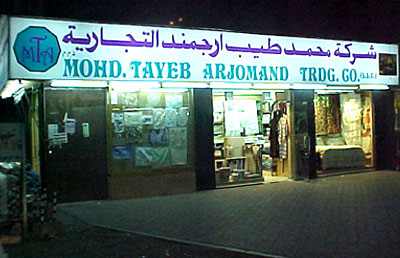 شركة محمد طيب ارجمند التجارية
ذ.م.م
MTA
MOHD. TAYEB ARJOMAND TRDG. CO. (L.L.C.)